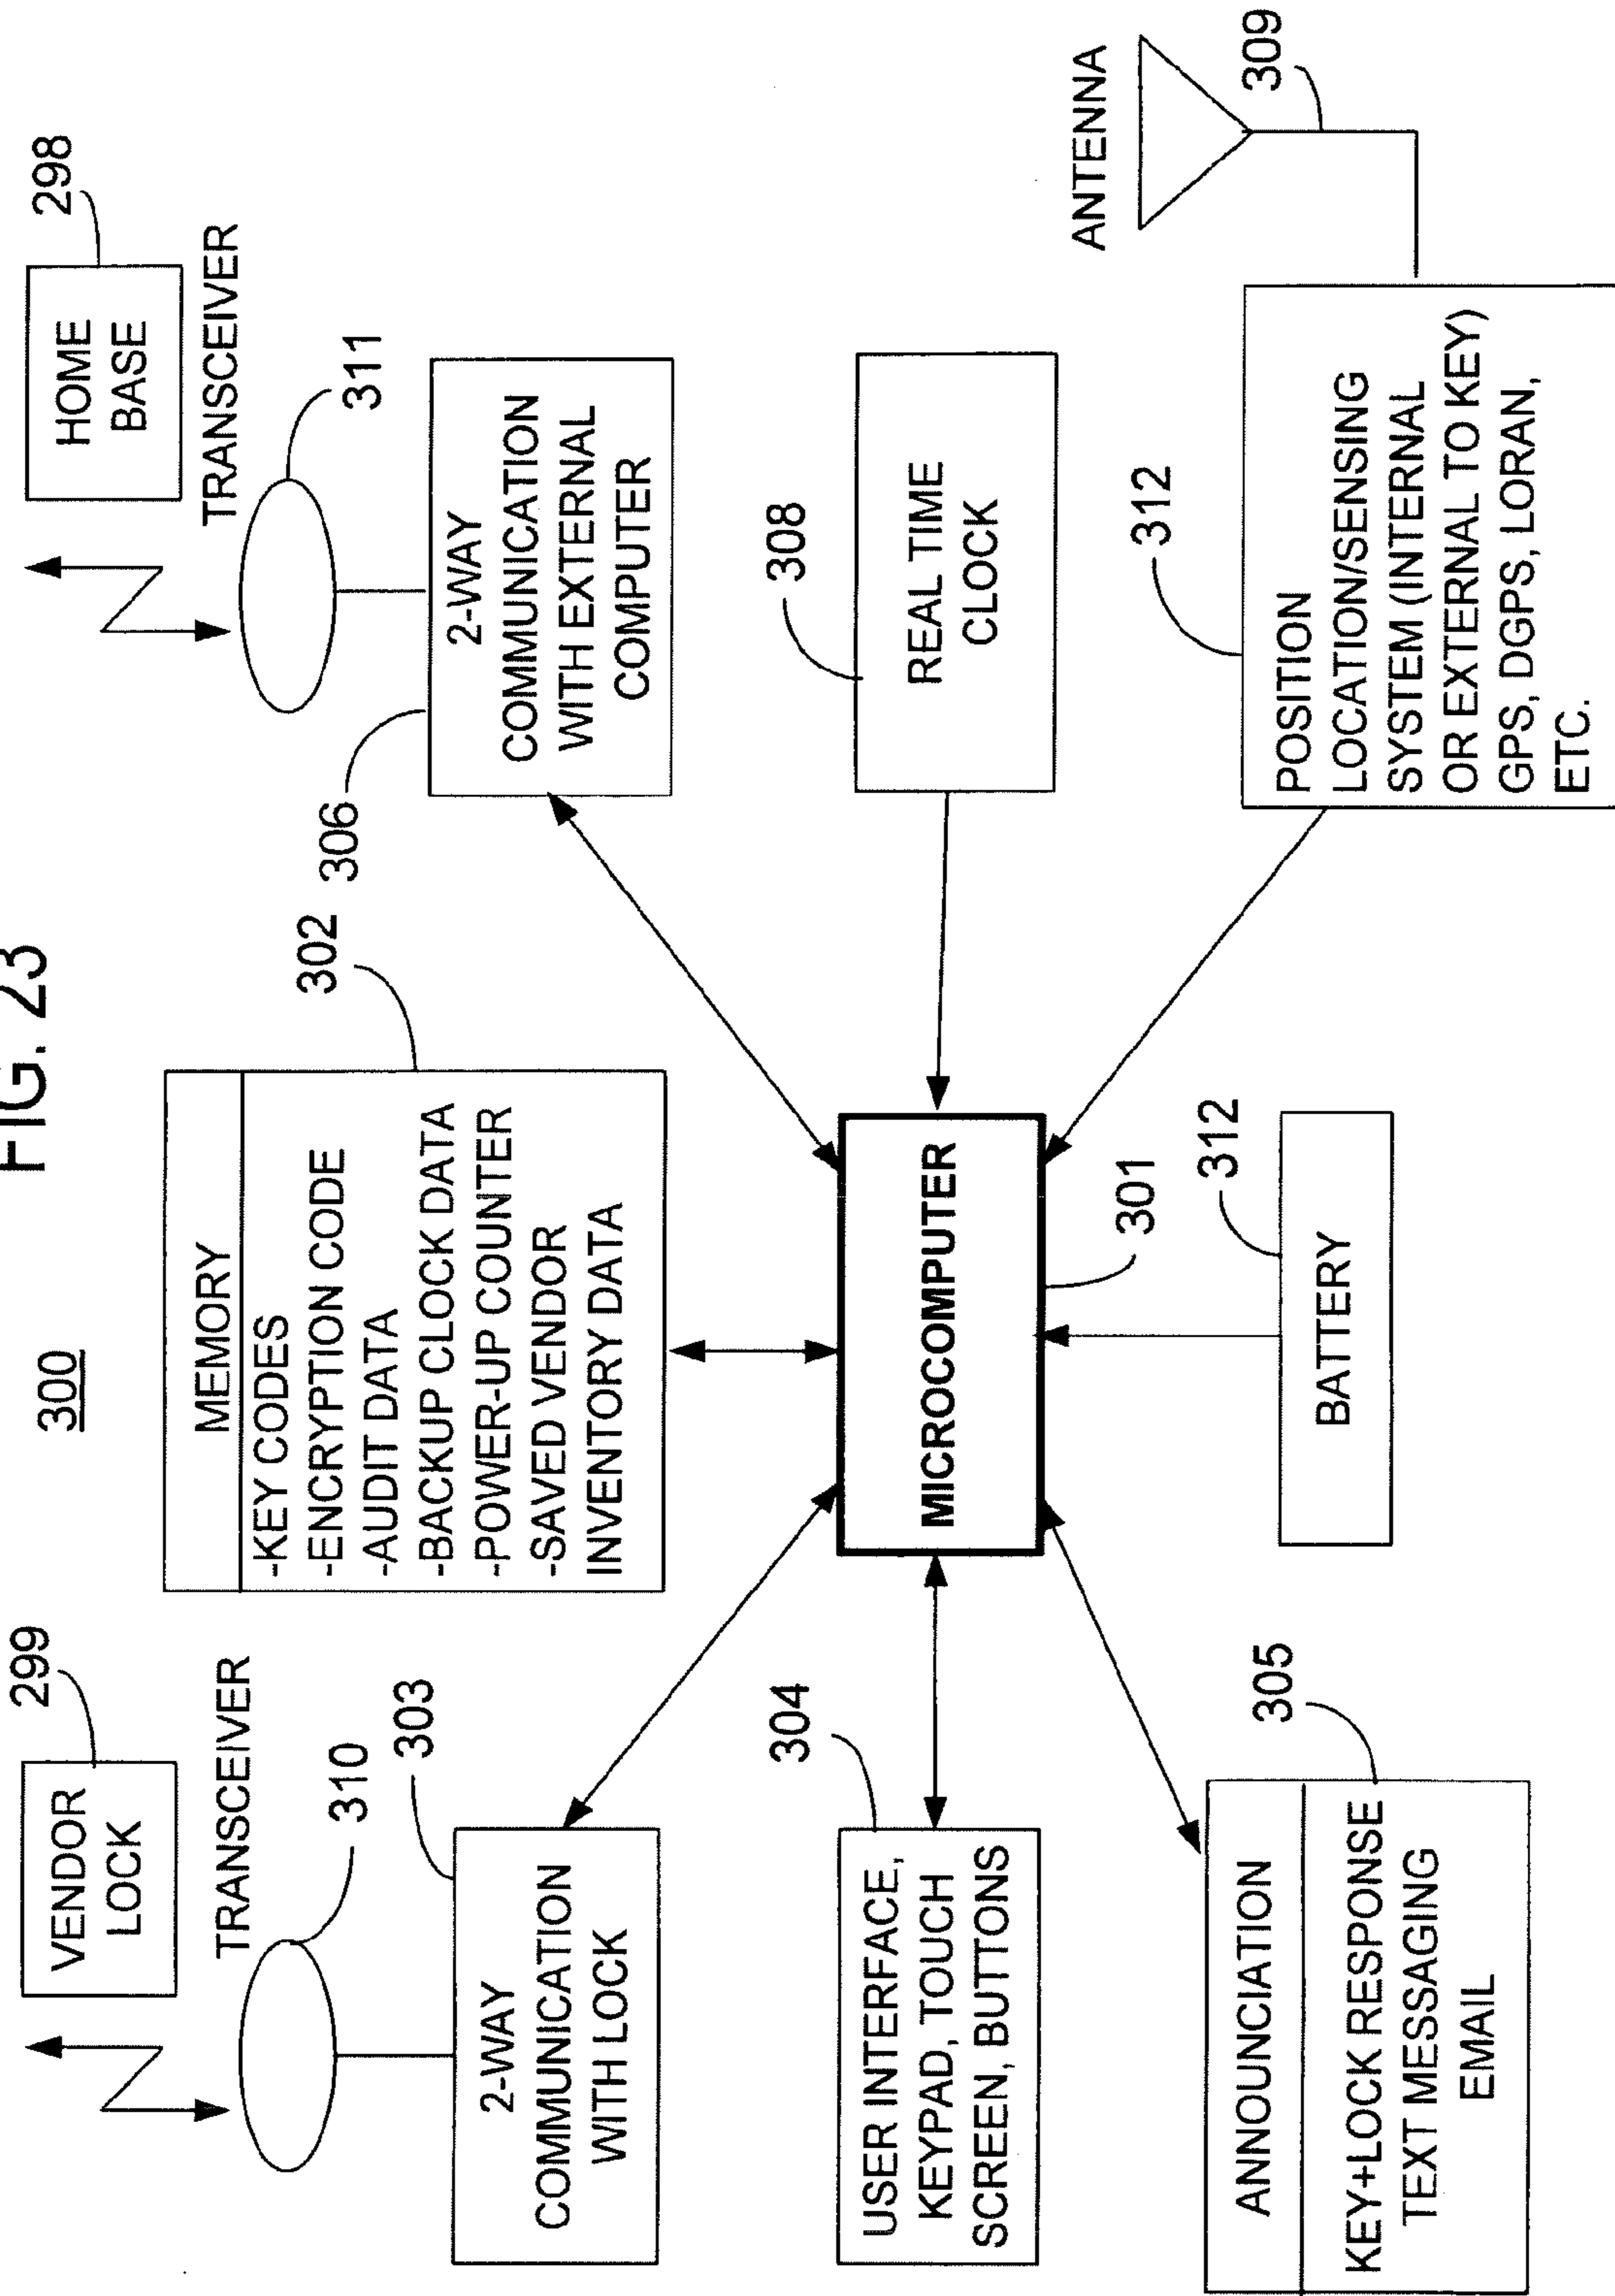 FIG. 23
300
VENDOR
LOCK
299
TRANSCEIVER
310
303
2-WAY
COMMUNICATION
WITH LOCK
MEMORY
-KEY CODES
-ENCRYPTION CODE
-AUDIT DATA
-BACKUP CLOCK DATA
-POWER-UP COUNTER
-SAVED VENDOR
INVENTORY DATA
302
HOME
BASE
298
TRANSCEIVER
311
306
2-WAY
COMMUNICATION
WITH EXTERNAL
COMPUTER
304
USER INTERFACE,
KEYPAD, TOUCH
SCREEN, BUTTONS
MICROCOMPUTER
301
308
REAL TIME
CLOCK
305
ANNOUNCIATION
KEY+LOCK RESPONSE
TEXT MESSAGING
EMAIL
312
BATTERY
312
POSITION
LOCATION/SENSING
SYSTEM (INTERNAL
OR EXTERNAL TO KEY)
GPS, DGPS, LORAN,
ETC.
ANTENNA
309